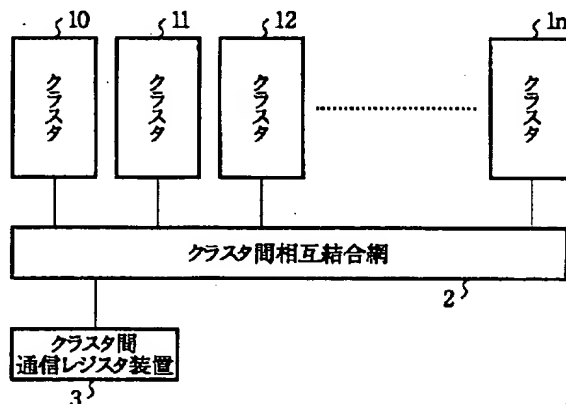 10 11 12 1n
クラスタ クラスタ クラスタ クラスタ
クラスタ間相互結合網
2
クラスタ間
通信レジスタ装置
3